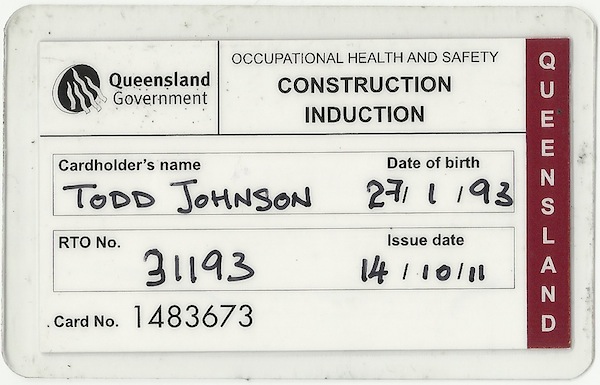 Queensland
Government
OCCUPATIONAL HEALTH AND SAFETY
CONSTRUCTION
INDUCTION
Cardholder's name Date of birth
TODD JOHNSON 27/1/93
RTO No. Issue date
31193 14/10/11
Card No. 1483673
QUEENSLAND